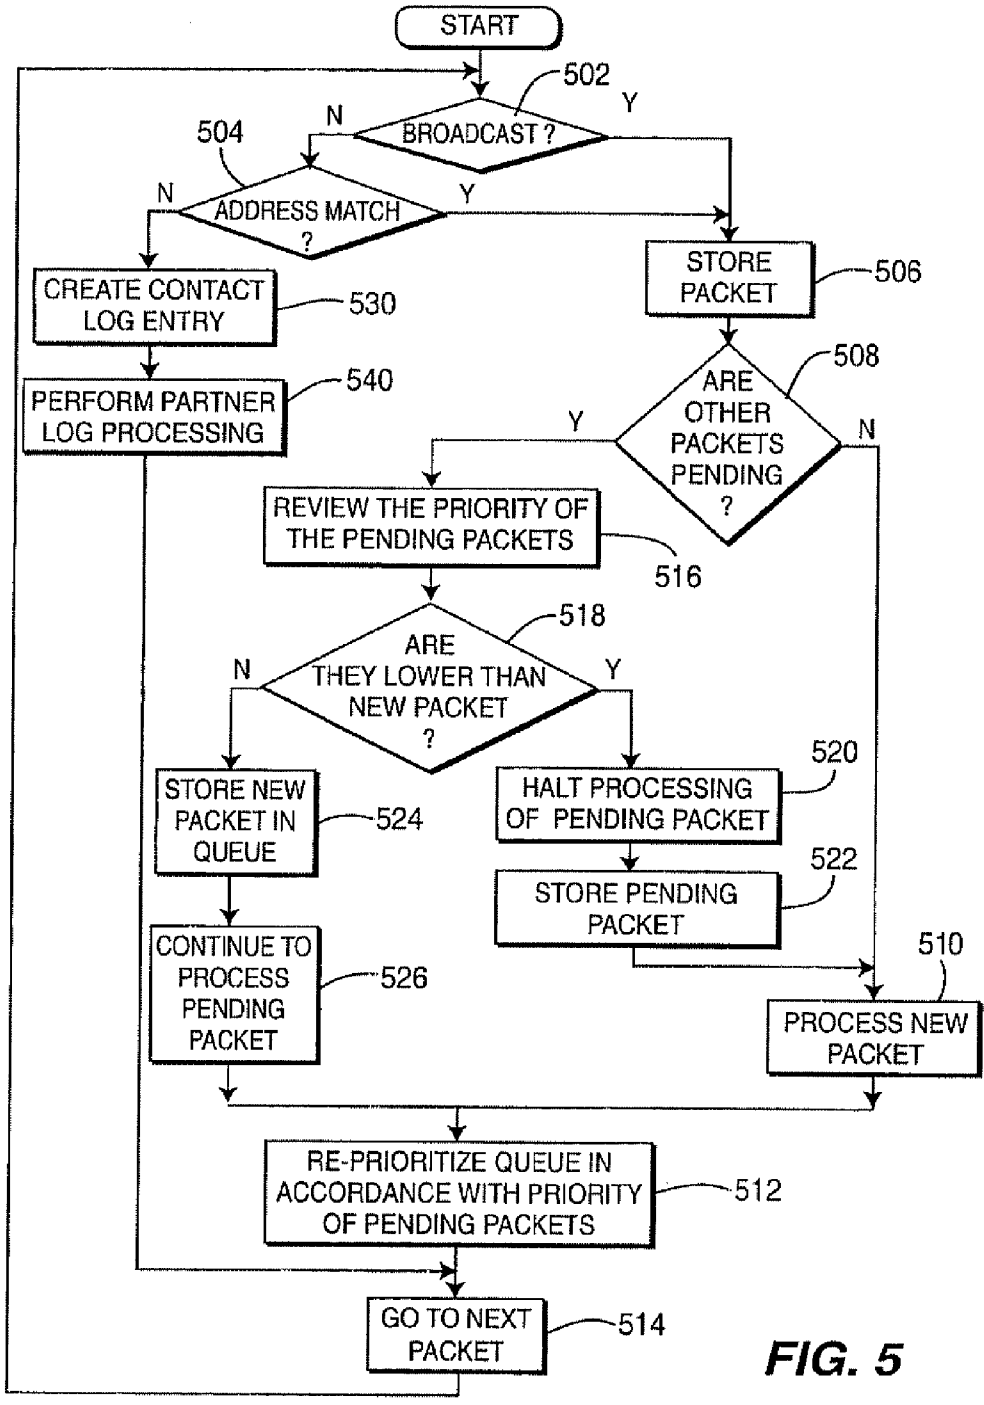 START
502
BROADCAST ?
N
Y
504
ADDRESS MATCH
?
N
Y
STORE
PACKET
506
CREATE CONTACT
LOG ENTRY
530
508
ARE
OTHER
PACKETS
PENDING
?
Y
N
PERFORM PARTNER
LOG PROCESSING
540
REVIEW THE PRIORITY OF
THE PENDING PACKETS
516
518
ARE
THEY LOWER THAN
NEW PACKET
?
N
Y
STORE NEW
PACKET IN
QUEUE
524
HALT PROCESSING
OF PENDING PACKET
520
STORE PENDING
PACKET
522
CONTINUE TO
PROCESS
PENDING
PACKET
526
510
PROCESS NEW
PACKET
RE-PRIORITIZE QUEUE IN
ACCORDANCE WITH PRIORITY
OF PENDING PACKETS
512
GO TO NEXT
PACKET
514
FIG. 5